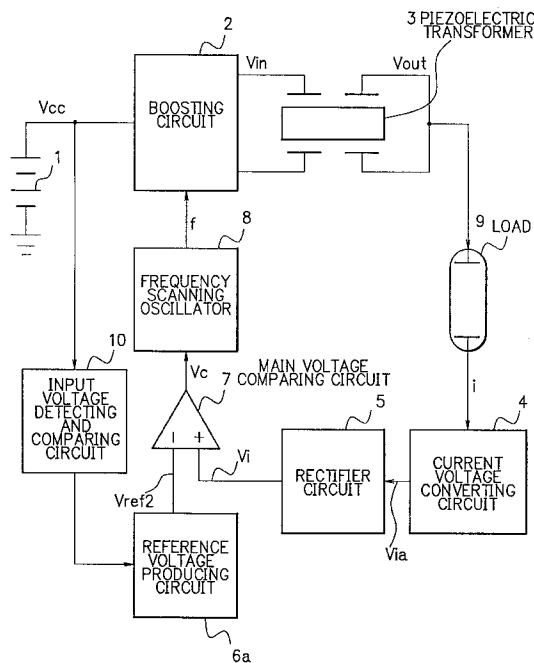 3 PIEZOELECTRIC
TRANSFORMER
2
Vin
Vout
BOOSTING
CIRCUIT
Vcc
1
f
8
9
LOAD
FREQUENCY
SCANNING
OSCILLATOR
10
Vc
7
MAIN VOLTAGE
COMPARING CIRCUIT
i
INPUT
VOLTAGE
DETECTING
AND
COMPARING
CIRCUIT
5
4
- +
Vi
RECTIFIER
CIRCUIT
CURRENT
VOLTAGE
CONVERTING
CIRCUIT
Vref2
Via
REFERENCE
VOLTAGE
PRODUCING
CIRCUIT
6a